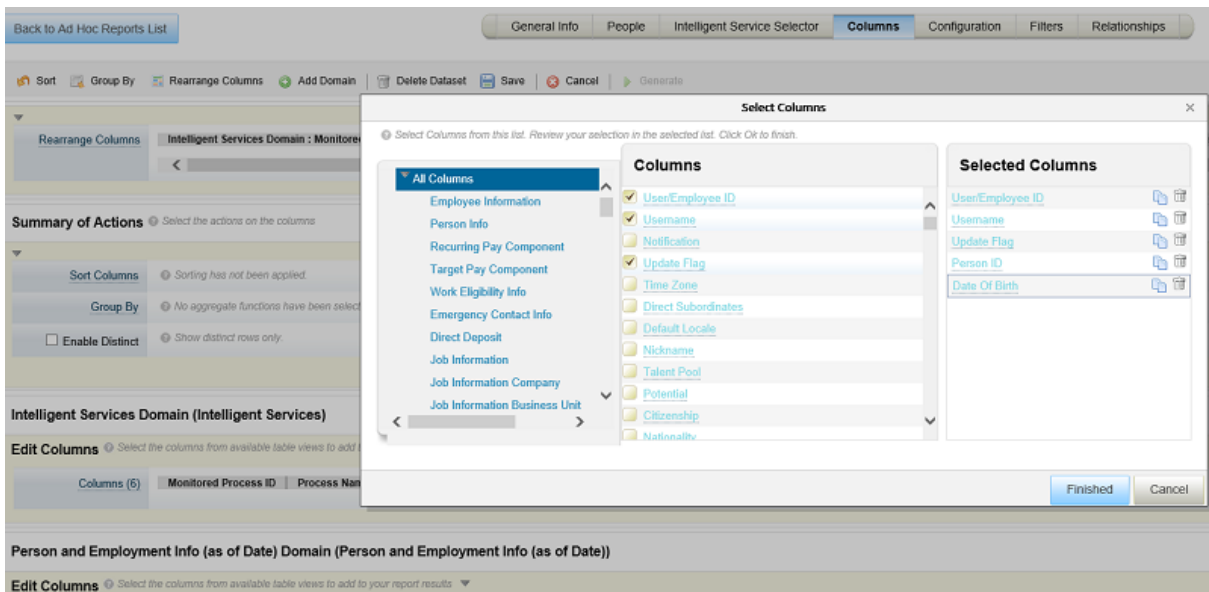 Back to Ad Hoc Reports List
General Info People Intelligent Service Selector Columns Configuration Filters Relationships
Sort Group By Rearrange Columns Add Domain Delete Dataset Save Cancel Generate
Select Columns
Rearrange Columns Intelligent Services Domain : Monitored
Select Columns from this list. Review your selection in the selected list. Click Ok to finish.
All Columns
Employee Information
Person Info
Recurring Pay Component
Target Pay Component
Work Eligibility Info
Emergency Contact Info
Direct Deposit
Job Information
Job Information Company
Job Information Business Unit
Columns
User/Employee ID
Username
Notification
Update Flag
Time Zone
Direct Subordinates
Default Locale
Nickname
Talent Pool
Potential
Citizenship
Nationality
Selected Columns
User/Employee ID
Username
Update Flag
Person ID
Date Of Birth
Finished Cancel
Summary of Actions Select the actions on the columns
Sort Columns Sorting has not been applied.
Group By No aggregate functions have been select
Enable Distinct Show distinct rows only.
Intelligent Services Domain (Intelligent Services)
Edit Columns Select the columns from available table views to add t
Columns (6) Monitored Process ID Process Nam
Person and Employment Info (as of Date) Domain (Person and Employment Info (as of Date))
Edit Columns Select the columns from available table views to add to your report results